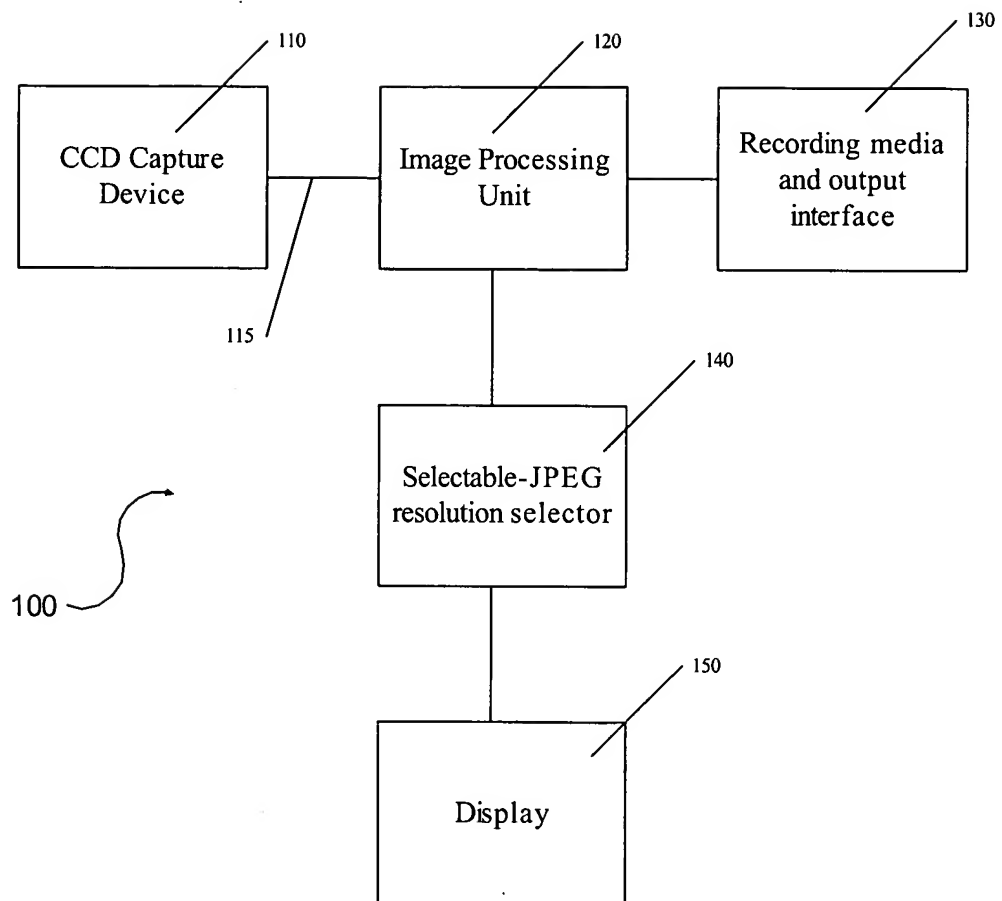 110
120
130
CCD Capture
Device
Image Processing
Unit
Recording media
and output
interface
115
140
Selectable-JPEG
resolution selector
100
150
Display